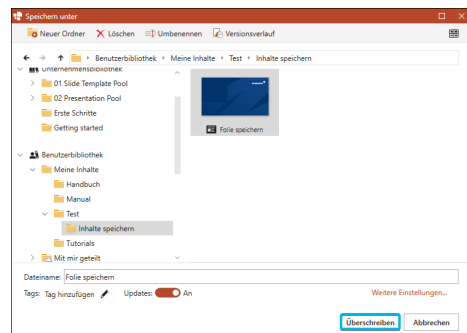 Speichern unter
Neuer Ordner Löschen Umbenennen Versionsverlauf
Benutzerbibliothek Meine Inhalte Test Inhalte speichern
Unternehmensbibliothek
01 Slide Template Pool
02 Presentation Pool
Erste Schritte
Getting started
Benutzerbibliothek
Meine Inhalte
Handbuch
Manual
Test
Inhalte speichern
Tutorials
Mit mir geteilt
Folie speichern
Dateiname: Folie speichern
Tags: Tag hinzufügen Updates: An Weitere Einstellungen...
Überschreiben Abbrechen